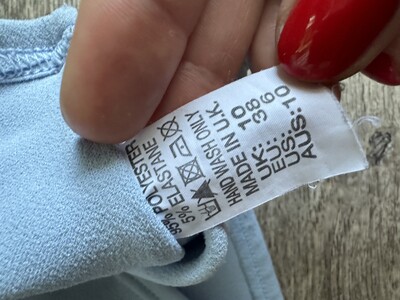 95% POLYESTER
5% ELASTANE
HAND WASH ONLY
MADE IN U.K.
UK: 10
EU: 38
US: 6
AUS: 10